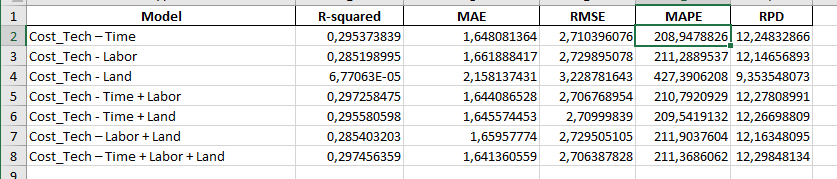 1 Model R-squared MAE RMSE MAPE RPD
2 Cost_Tech – Time 0,295373839 1,648081364 2,710396076 208,9478826 12,24832866
3 Cost_Tech - Labor 0,285198995 1,661888417 2,729895078 211,2889537 12,14656893
4 Cost_Tech - Land 6,77063E-05 2,158137431 3,228781643 427,3906208 9,353548073
5 Cost_Tech - Time + Labor 0,297258475 1,644086528 2,706768954 210,7920929 12,27808991
6 Cost_Tech - Time + Land 0,295580598 1,645574453 2,70999839 209,5419132 12,26698809
7 Cost_Tech – Labor + Land 0,285403203 1,65957774 2,729505105 211,9037604 12,16348095
8 Cost_Tech – Time + Labor + Land 0,297456359 1,641360559 2,706387828 211,3686062 12,29848134
9